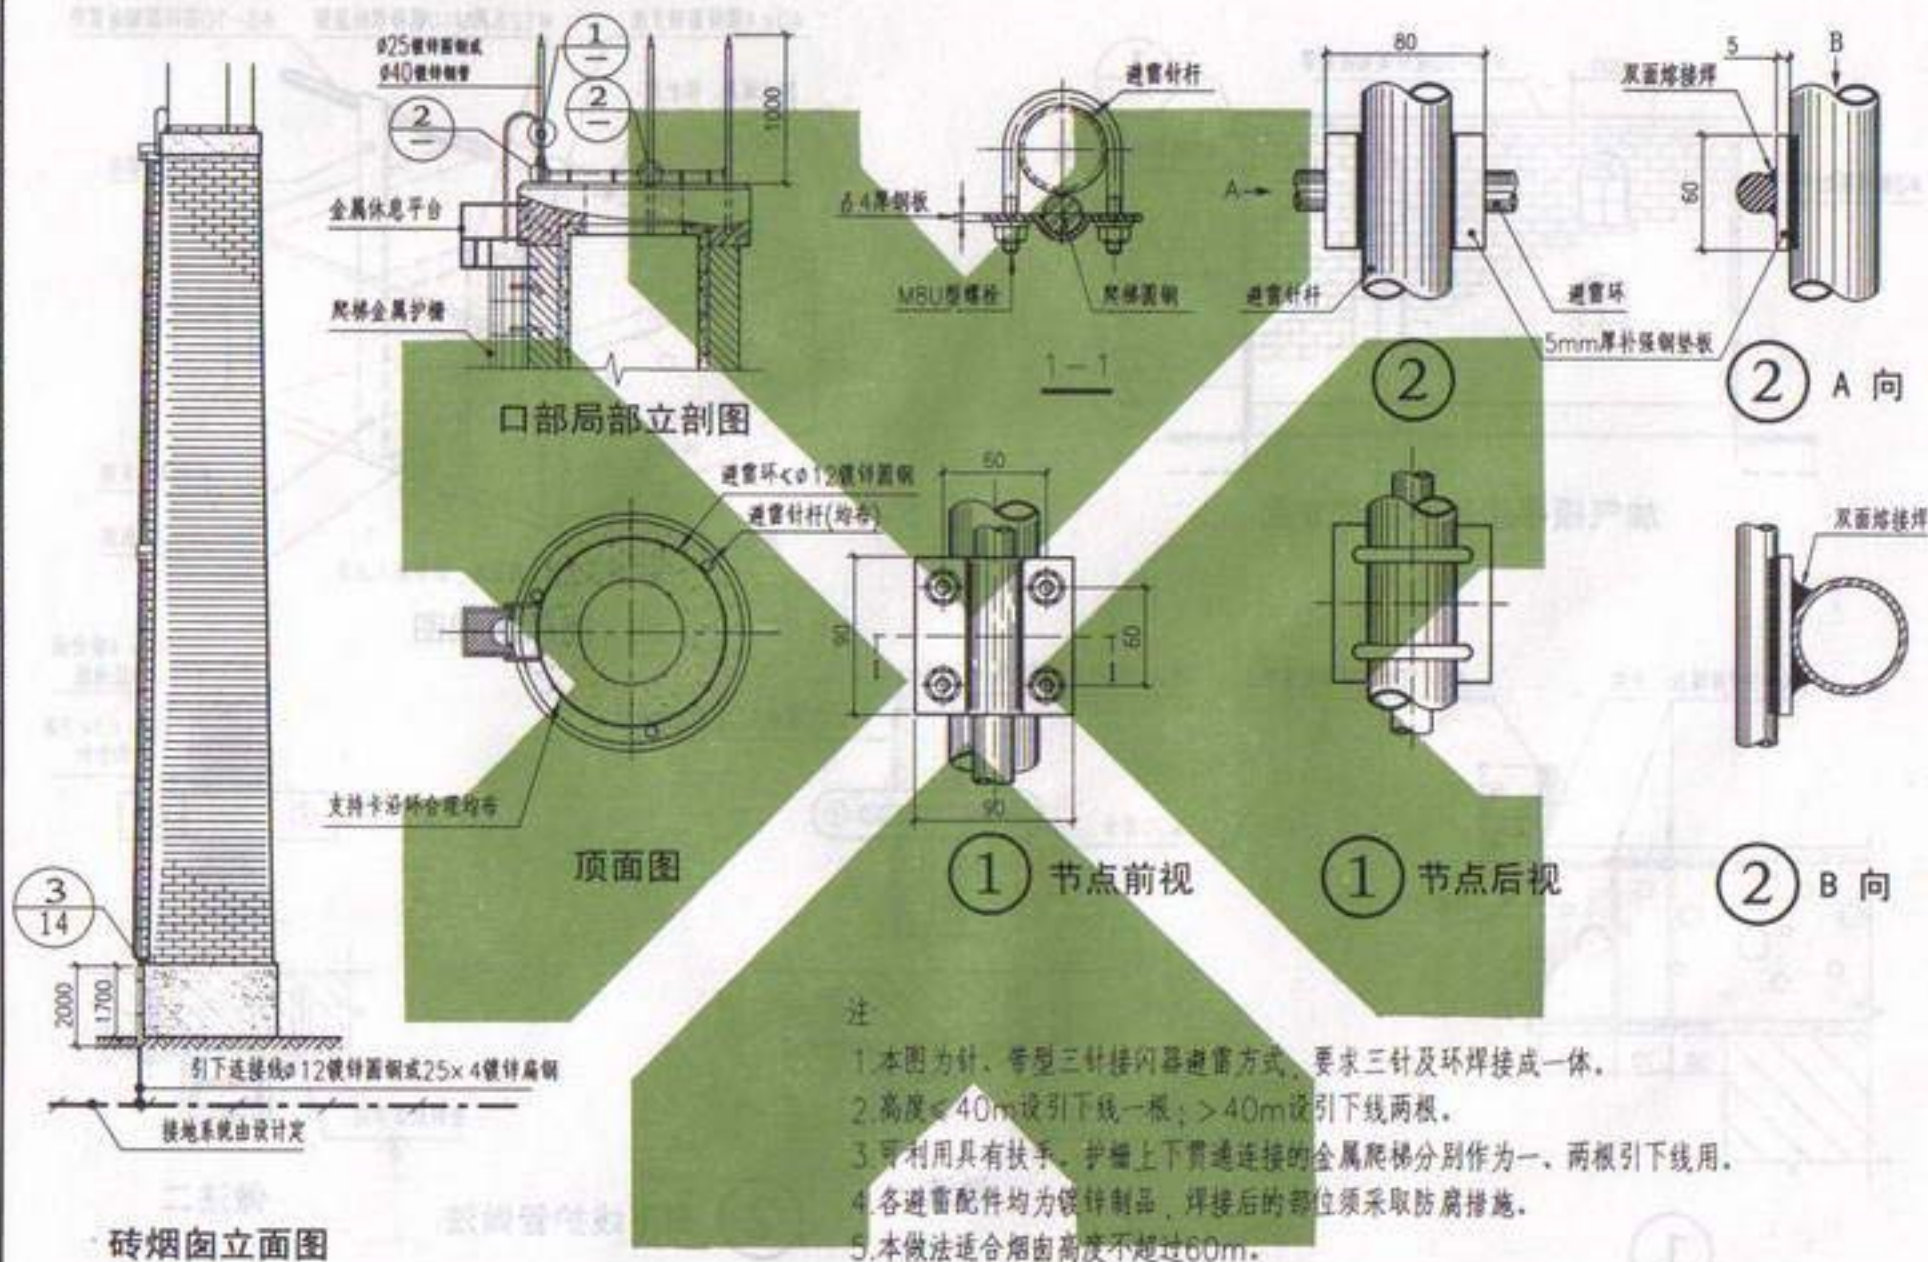 ø25镀锌圆钢或
ø40镀锌钢管
1
—
2
—
2
—
1000
金属休息平台
爬梯金属护栅
口部局部立剖图
避雷针杆
δ4厚钢板
M8U型螺栓
爬梯圆钢
1-1
80
A
避雷针杆
避雷环
5mm厚补强钢垫板
2
双面熔接焊
5
B
60
2 A 向
避雷环<ø12镀锌圆钢
避雷针杆(均布)
支持卡沿环合理均布
顶面图
60
90
60
90
1
1
1 节点前视
1 节点后视
双面熔接焊
2 B 向
3
14
2000
1700
引下连接线ø12镀锌圆钢或25×4镀锌扁钢
接地系统由设计定
砖烟囱立面图
注
1.本图为针、带型三针接闪器避雷方式,要求三针及环焊接成一体。
2.高度≤40m设引下线一根;>40m设引下线两根。
3.可利用具有扶手、护栅上下贯通连接的金属爬梯分别作为一、两根引下线用。
4.各避雷配件均为镀锌制品,焊接后的部位须采取防腐措施。
5.本做法适合烟囱高度不超过60m。